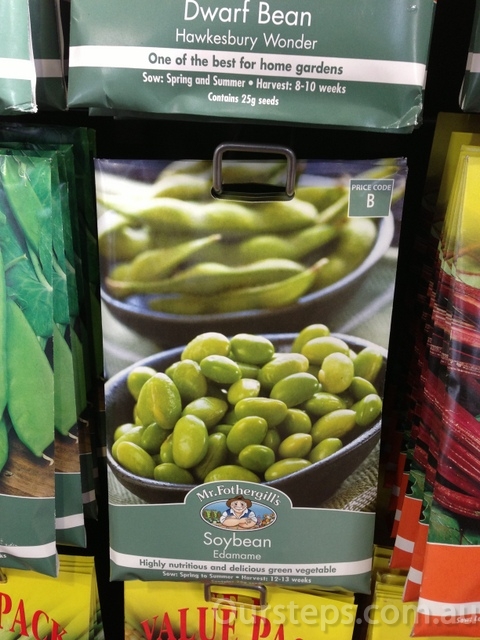 Dwarf Bean
Hawkesbury Wonder
One of the best for home gardens
Sow: Spring and Summer • Harvest: 8-10 weeks
Contains 25g seeds
PRICE CODE
B
Mr. Fothergill's
Soybean
Edamame
Highly nutritious and delicious green vegetable
Sow: Spring to Summer • Harvest: 12-13 weeks
PACK
VALUE PACK
Oursteps.com.au